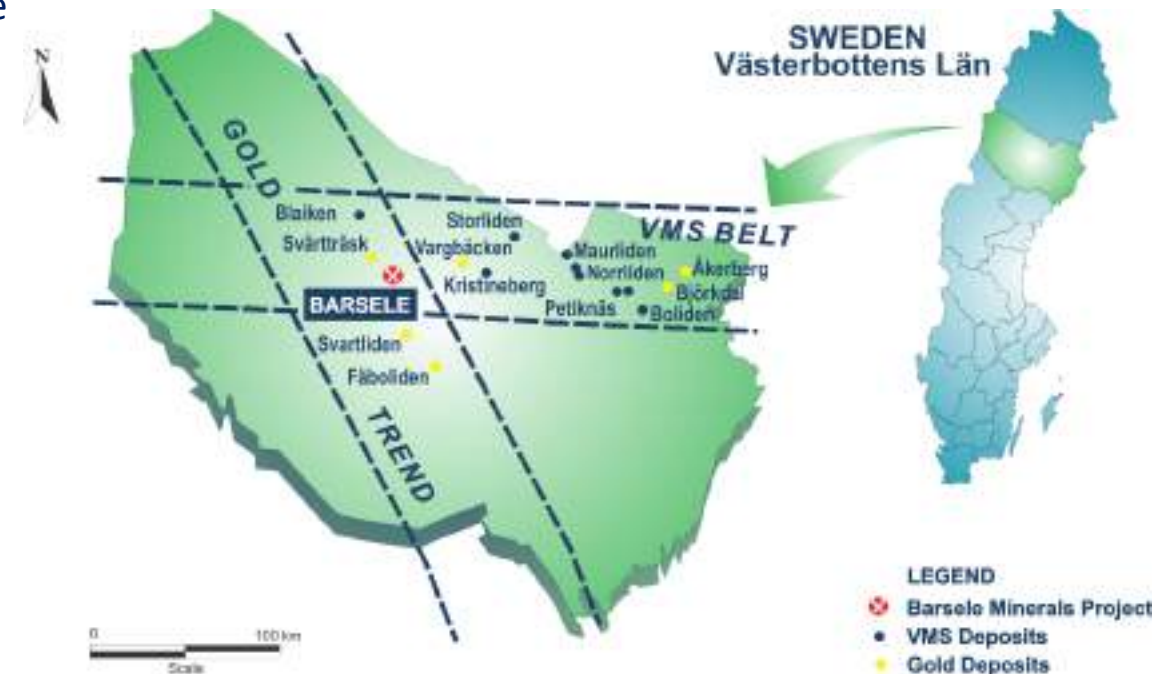 e
SWEDEN
Västerbottens Län
N
GOLD
Blaiken
Storliden
VMS BELT
Svärtträsk
Vargbäcken
Maurliden
Kristineberg
Norrliden
Åkerberg
Björkdal
BARSELE
Petiknäs
Boliden
Svartliden
Fäboliden
TREND
LEGEND
Barsele Minerals Project
VMS Deposits
Gold Deposits
0 100 km
Scale